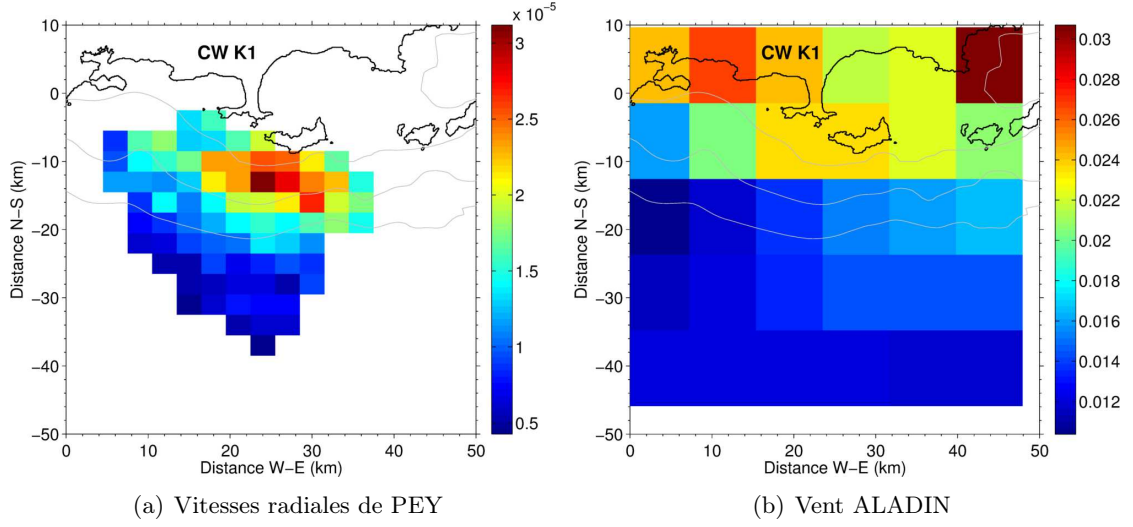 x 10⁻⁵
CW K1
10
0
−10
−20
−30
−40
−50
Distance N−S (km)
0 10 20 30 40 50
Distance W−E (km)
3
2.5
2
1.5
1
0.5
(a) Vitesses radiales de PEY
CW K1
10
0
−10
−20
−30
−40
−50
Distance N−S (km)
0 10 20 30 40 50
Distance W−E (km)
0.03
0.028
0.026
0.024
0.022
0.02
0.018
0.016
0.014
0.012
(b) Vent ALADIN